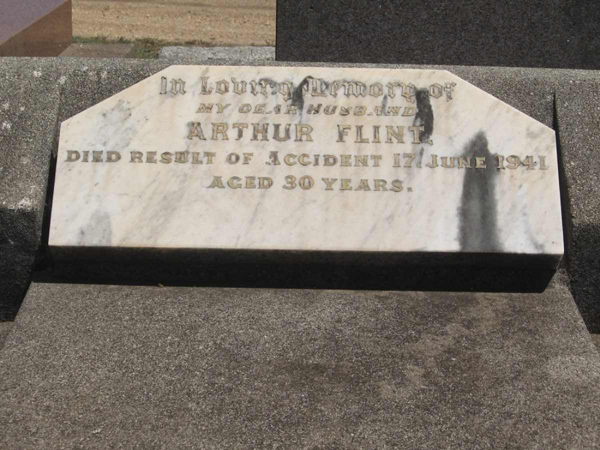 In Loving Memory of
MY DEAR HUSBAND
ARTHUR FLINT.
DIED RESULT OF ACCIDENT 17 JUNE 1941
AGED 30 YEARS.